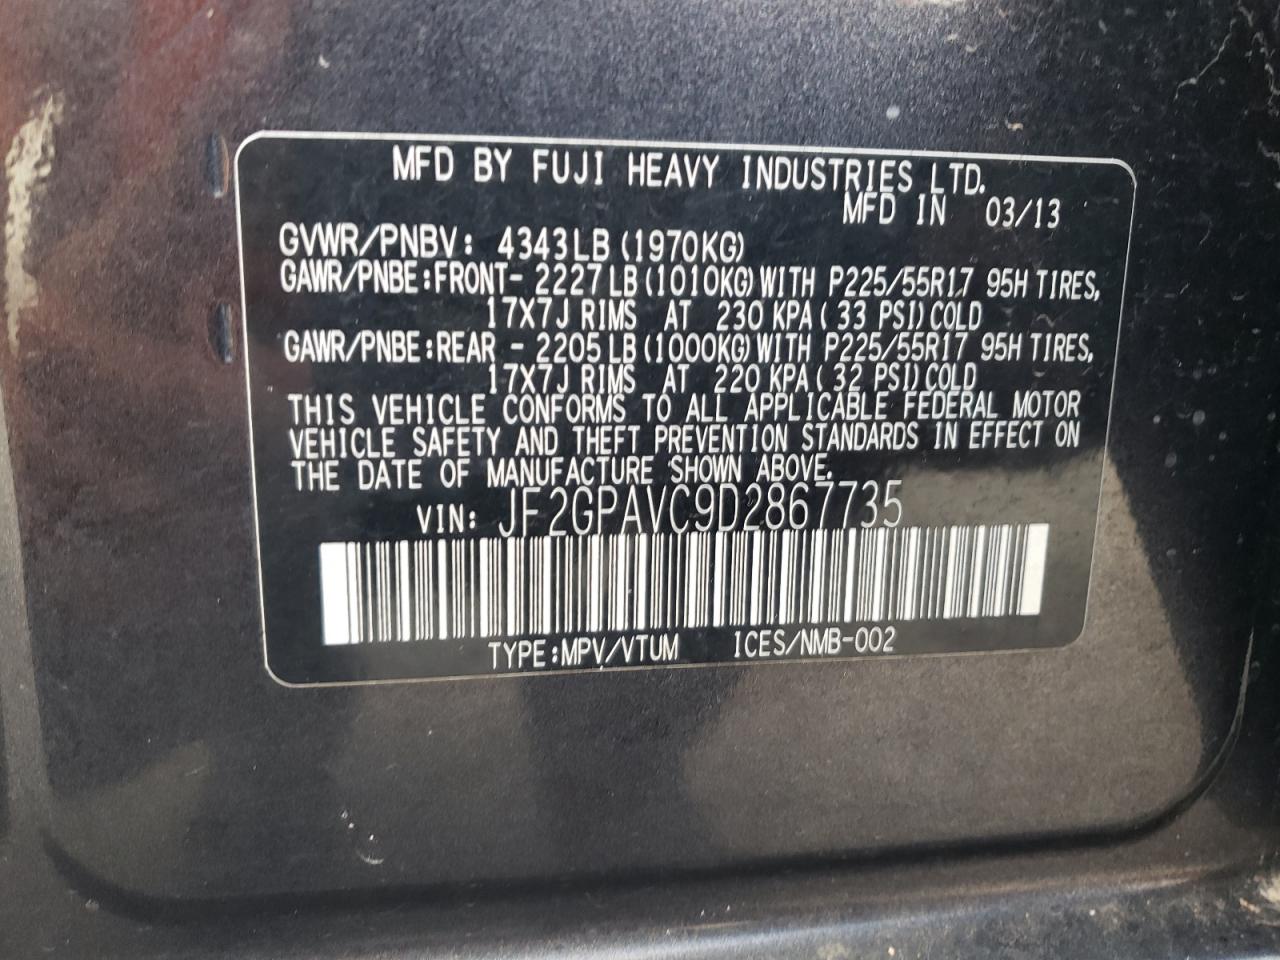 MFD BY FUJI HEAVY INDUSTRIES LTD.
MFD IN 03/13
GVWR/PNBV: 4343LB (1970KG)
GAWR/PNBE:FRONT- 2227 LB (1010KG) WITH P225/55R17 95H TIRES,
17X7J RIMS AT 230 KPA ( 33 PSI) COLD
GAWR/PNBE:REAR - 2205 LB (1000KG) WITH P225/55R17 95H TIRES,
17X7J RIMS AT 220 KPA ( 32 PSI) COLD
THIS VEHICLE CONFORMS TO ALL APPLICABLE FEDERAL MOTOR
VEHICLE SAFETY AND THEFT PREVENTION STANDARDS IN EFFECT ON
THE DATE OF MANUFACTURE SHOWN ABOVE.
VIN: JF2GPAVC9D2867735
TYPE:MPV/VTUM ICES/NMB-002